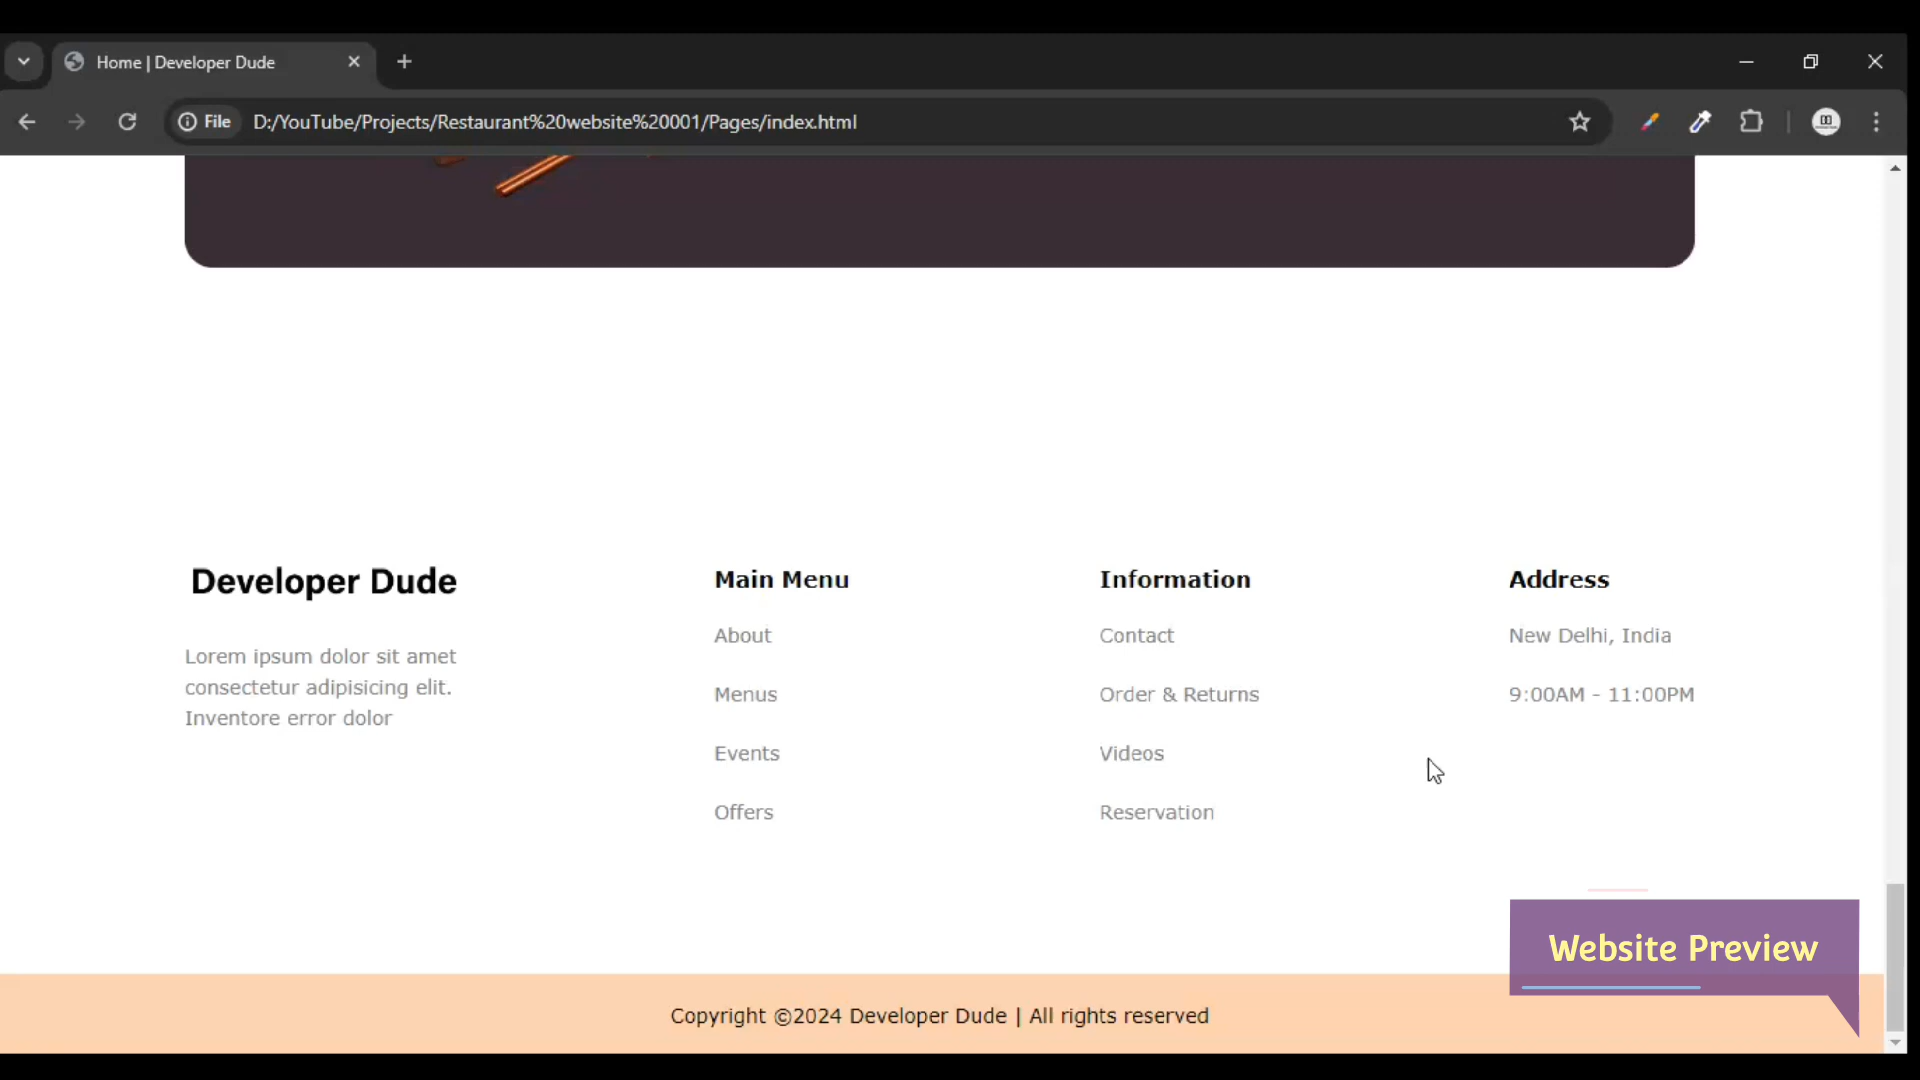 Home | Developer Dude
File
D:/YouTube/Projects/Restaurant%20website%20001/Pages/index.html
Developer Dude
Lorem ipsum dolor sit amet
consectetur adipisicing elit.
Inventore error dolor
Main Menu
About
Menus
Events
Offers
Information
Contact
Order & Returns
Videos
Reservation
Address
New Delhi, India
9:00AM - 11:00PM
Website Preview
Copyright ©2024 Developer Dude | All rights reserved